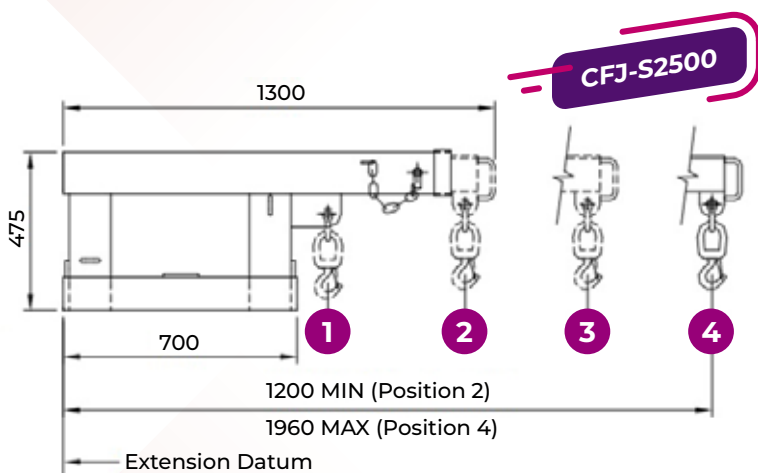 CFJ-S2500
1300
475
700
1
2
3
4
1200 MIN (Position 2)
1960 MAX (Position 4)
Extension Datum